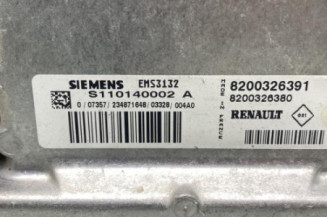 SIEMENS EMS3132
S110140002 A
0 / 07357 / 234871648 / 03328 / 004A0
8200326391
8200326380
RENAULT